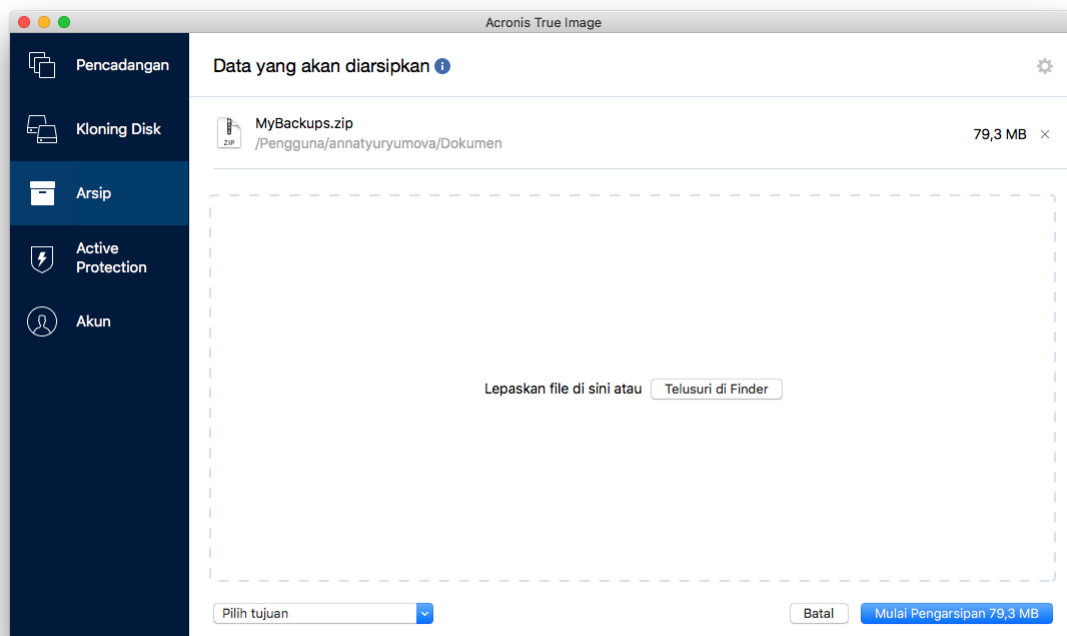 Acronis True Image
Pencadangan
Kloning Disk
Arsip
Active
Protection
Akun
Data yang akan diarsipkan i
ZIP
MyBackups.zip
/Pengguna/annatyuryumova/Dokumen
79,3 MB
Lepaskan file di sini atau Telusuri di Finder
Pilih tujuan
Batal
Mulai Pengarsipan 79,3 MB